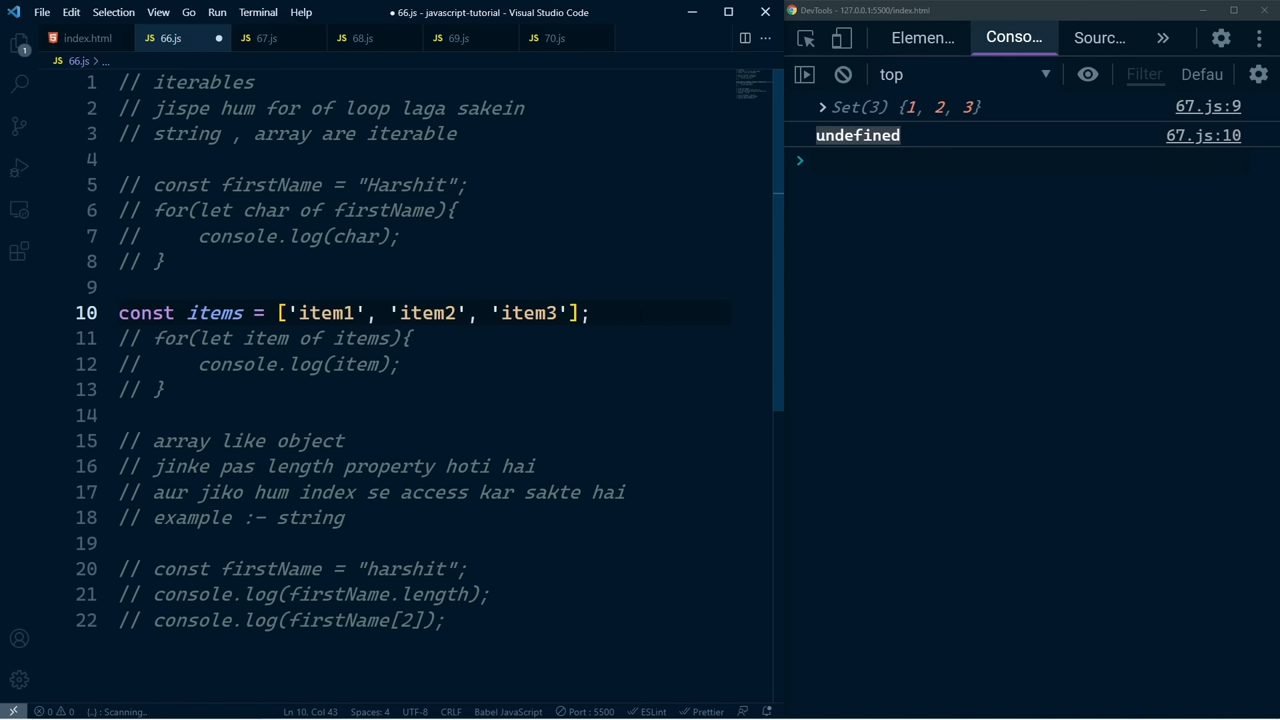 File Edit Selection View Go Run Terminal Help ● 66.js - javascript-tutorial - Visual Studio Code
index.html JS 66.js ● JS 67.js JS 68.js JS 69.js JS 70.js
JS 66.js > ...
1 // iterables
2 // jispe hum for of loop laga sakein
3 // string , array are iterable
4
5 // const firstName = "Harshit";
6 // for(let char of firstName){
7 //     console.log(char);
8 // }
9
10 const items = ['item1', 'item2', 'item3'];
11 // for(let item of items){
12 //     console.log(item);
13 // }
14
15 // array like object
16 // jinke pas length property hoti hai
17 // aur jiko hum index se access kar sakte hai
18 // example :- string
19
20 // const firstName = "harshit";
21 // console.log(firstName.length);
22 // console.log(firstName[2]);
1
0 0 {..} : Scanning.. Ln 10, Col 43 Spaces: 4 UTF-8 CRLF Babel JavaScript Port : 5500 ESLint Prettier
DevTools - 127.0.0.1:5500/index.html
Elemen... Conso... Sourc... »
top ▼ Filter Defau
> Set(3) {1, 2, 3} 67.js:9
undefined 67.js:10
>